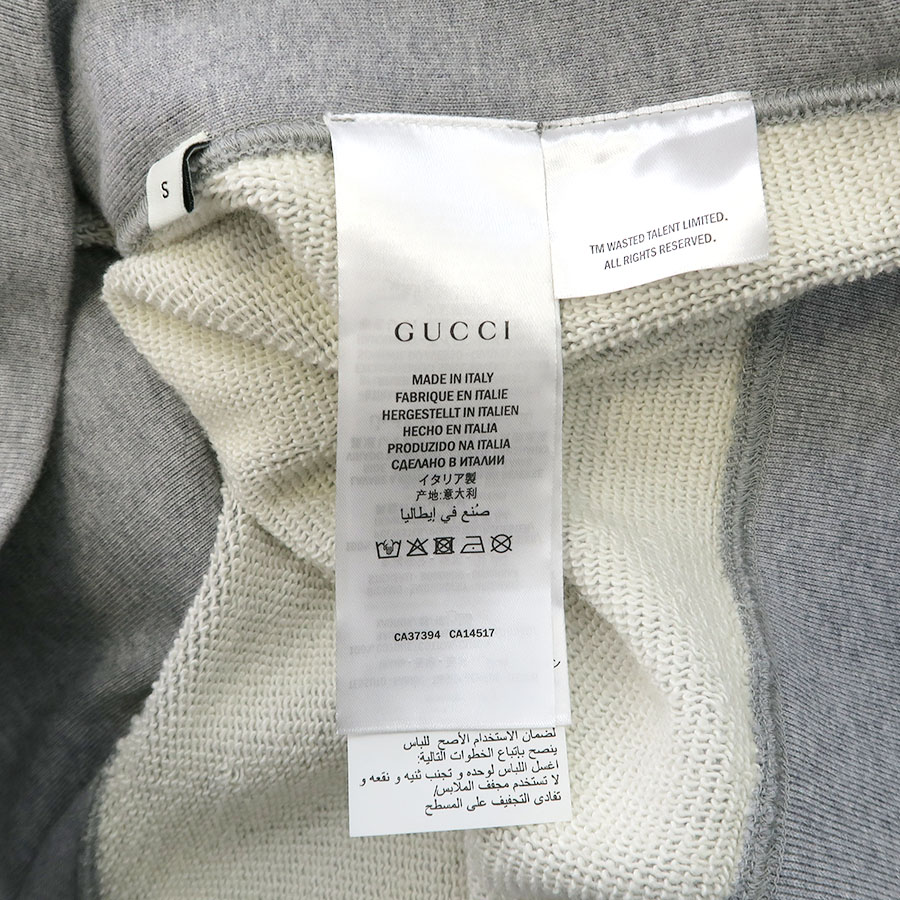 S
TM WASTED TALENT LIMITED.
ALL RIGHTS RESERVED.
GUCCI
MADE IN ITALY
FABRIQUE EN ITALIE
HERGESTELLT IN ITALIEN
HECHO EN ITALIA
PRODUZIDO NA ITALIA
СДЕЛАНО В ИТАЛИИ
イタリア製
产地:意大利
صُنع في إيطاليا
CA37394 CA14517
لضمان الاستخدام الأصح للباس
ينصح بإتباع الخطوات التالية:
اغسل اللباس لوحده و تجنب ثنيه و نقعه و
لا تستخدم مجفف الملابس/
تفادى التجفيف على المسطح